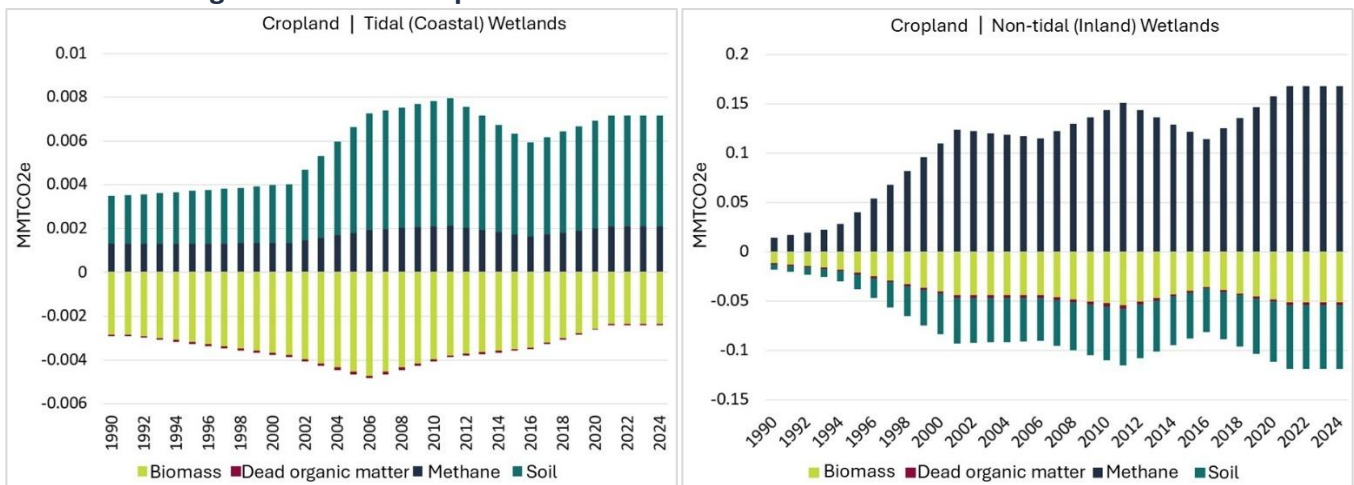 Cropland | Tidal (Coastal) Wetlands
0.01
0.008
0.006
0.004
0.002
0
-0.002
-0.004
-0.006
MMTCO2e
1990 1992 1994 1996 1998 2000 2002 2004 2006 2008 2010 2012 2014 2016 2018 2020 2022 2024
Biomass Dead organic matter Methane Soil
Cropland | Non-tidal (Inland) Wetlands
0.2
0.15
0.1
0.05
0
-0.05
-0.1
-0.15
MMTCO2e
1990 1992 1994 1996 1998 2000 2002 2004 2006 2008 2010 2012 2014 2016 2018 2020 2022 2024
Biomass Dead organic matter Methane Soil